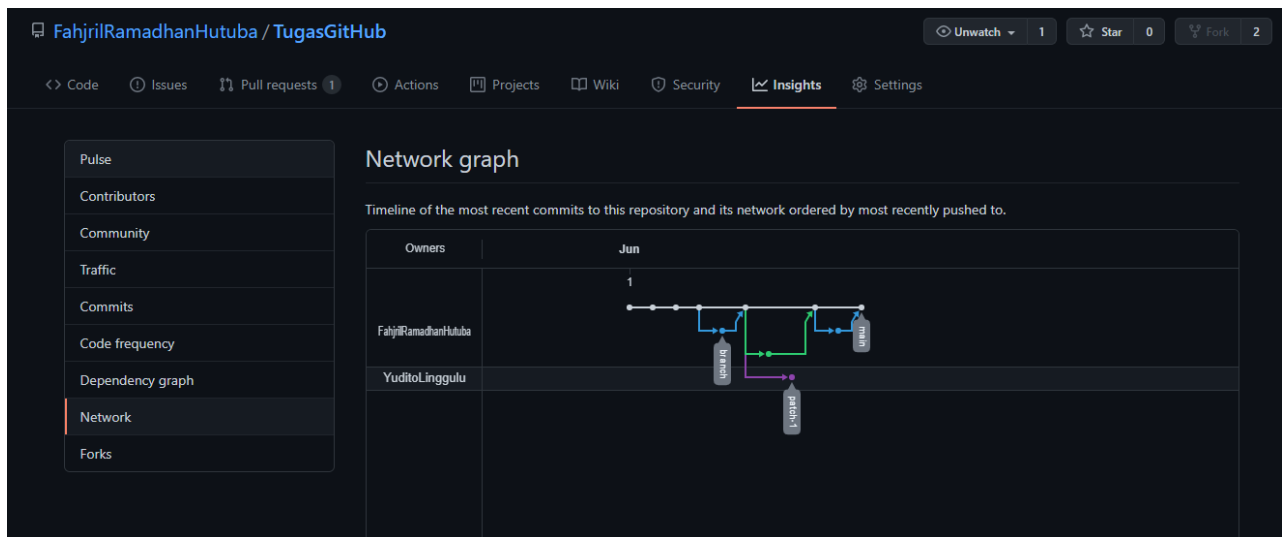 FahjrilRamadhanHutuba / TugasGitHub
Unwatch 1 Star 0 Fork 2
Code Issues Pull requests 1 Actions Projects Wiki Security Insights Settings
Pulse
Contributors
Community
Traffic
Commits
Code frequency
Dependency graph
Network
Forks
Network graph
Timeline of the most recent commits to this repository and its network ordered by most recently pushed to.
Owners Jun
1
FahjrilRamadhanHutuba
main
branch
YuditoLinggulu
patch-1